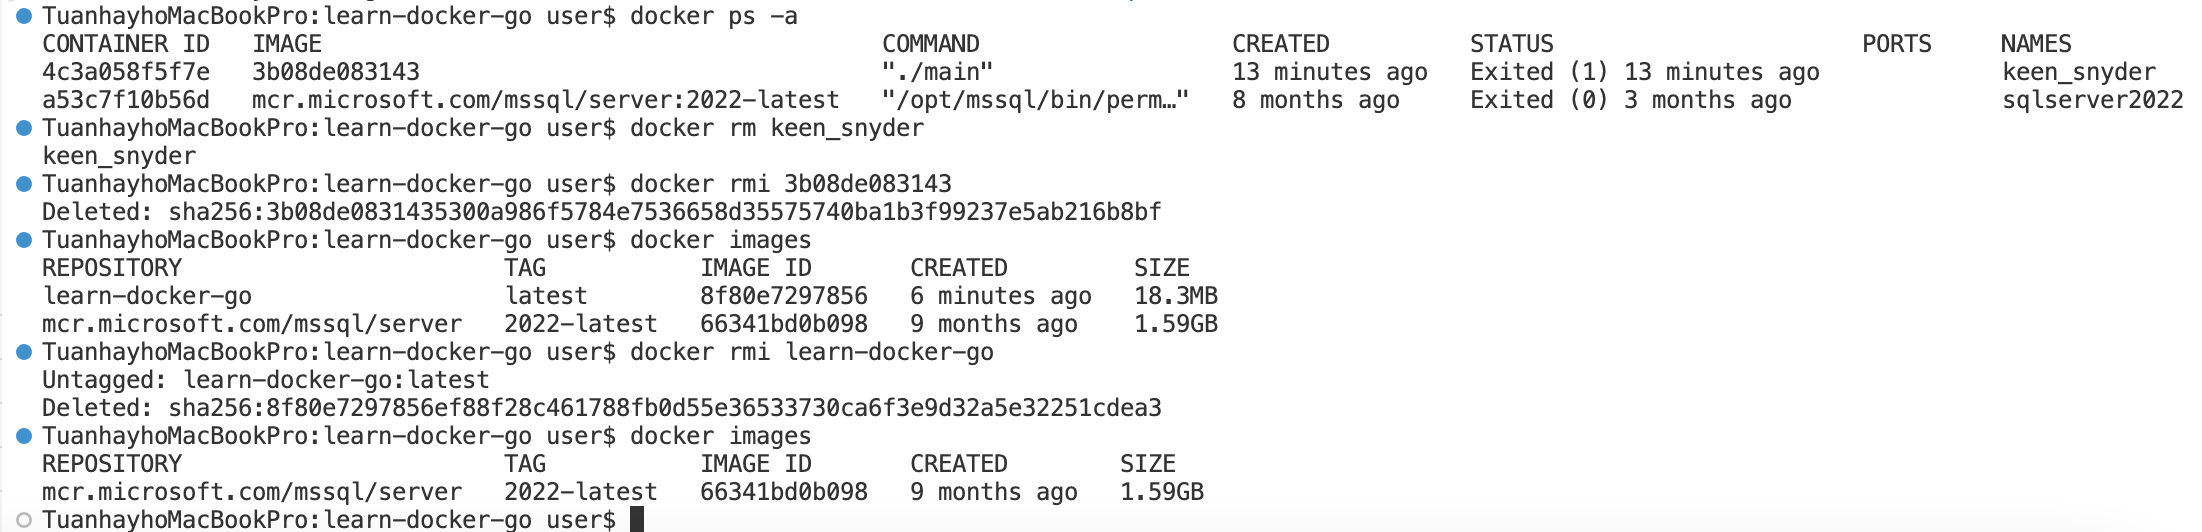 TuanhayhoMacBookPro:learn-docker-go user$ docker ps -a
CONTAINER ID   IMAGE                                        COMMAND                  CREATED          STATUS                      PORTS     NAMES
4c3a058f5f7e   3b08de083143                                 "./main"                 13 minutes ago   Exited (1) 13 minutes ago             keen_snyder
a53c7f10b56d   mcr.microsoft.com/mssql/server:2022-latest   "/opt/mssql/bin/perm…"   8 months ago     Exited (0) 3 months ago               sqlserver2022
TuanhayhoMacBookPro:learn-docker-go user$ docker rm keen_snyder
keen_snyder
TuanhayhoMacBookPro:learn-docker-go user$ docker rmi 3b08de083143
Deleted: sha256:3b08de0831435300a986f5784e7536658d35575740ba1b3f99237e5ab216b8bf
TuanhayhoMacBookPro:learn-docker-go user$ docker images
REPOSITORY                       TAG           IMAGE ID       CREATED         SIZE
learn-docker-go                  latest        8f80e7297856   6 minutes ago   18.3MB
mcr.microsoft.com/mssql/server   2022-latest   66341bd0b098   9 months ago    1.59GB
TuanhayhoMacBookPro:learn-docker-go user$ docker rmi learn-docker-go
Untagged: learn-docker-go:latest
Deleted: sha256:8f80e7297856ef88f28c461788fb0d55e36533730ca6f3e9d32a5e32251cdea3
TuanhayhoMacBookPro:learn-docker-go user$ docker images
REPOSITORY                       TAG           IMAGE ID       CREATED        SIZE
mcr.microsoft.com/mssql/server   2022-latest   66341bd0b098   9 months ago   1.59GB
TuanhayhoMacBookPro:learn-docker-go user$